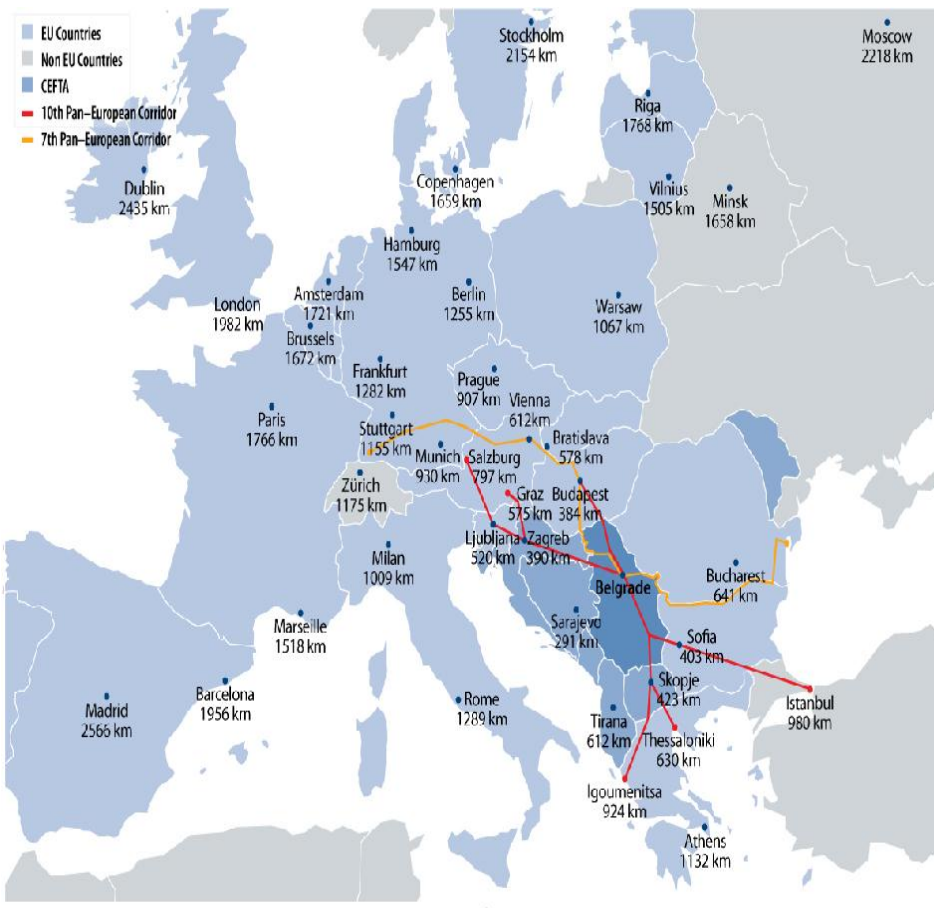 EU Countries
Non EU Countries
CEFTA
10th Pan–European Corridor
7th Pan–European Corridor
Stockholm
2154 km
Moscow
2218 km
Riga
1768 km
Dublin
2435 km
Copenhagen
1659 km
Vilnius
1505 km
Minsk
1658 km
Hamburg
1547 km
Amsterdam
1721 km
Berlin
1255 km
London
1982 km
Warsaw
1067 km
Brussels
1672 km
Frankfurt
1282 km
Prague
907 km
Vienna
612km
Paris
1766 km
Stuttgart
1155 km
Bratislava
578 km
Munich
930 km
Salzburg
797 km
Zürich
1175 km
Graz
575 km
Budapest
384 km
Ljubljana
520 km
Zagreb
390 km
Milan
1009 km
Belgrade
Bucharest
641 km
Marseille
1518 km
Sarajevo
291 km
Sofia
403 km
Skopje
423 km
Barcelona
1956 km
Madrid
2566 km
Rome
1289 km
Istanbul
980 km
Tirana
612 km
Thessaloniki
630 km
Igoumenitsa
924 km
Athens
1132 km